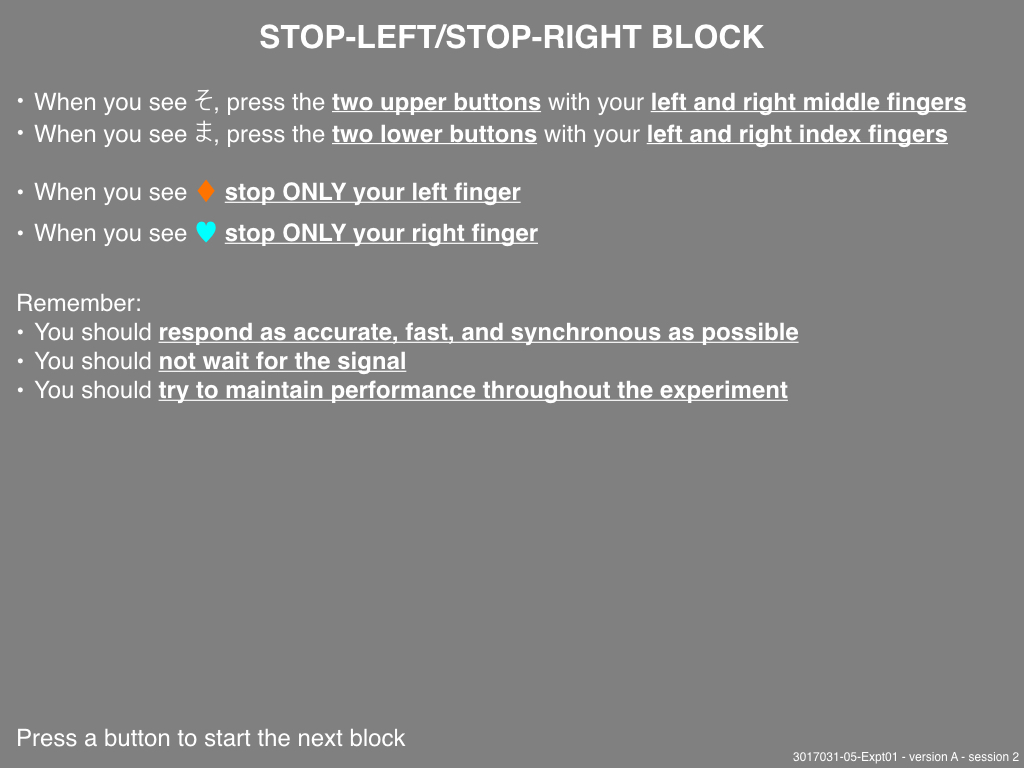 STOP-LEFT/STOP-RIGHT BLOCK
• When you see そ, press the two upper buttons with your left and right middle fingers
• When you see ま, press the two lower buttons with your left and right index fingers
• When you see ♦ stop ONLY your left finger
• When you see ♥ stop ONLY your right finger
Remember:
• You should respond as accurate, fast, and synchronous as possible
• You should not wait for the signal
• You should try to maintain performance throughout the experiment
Press a button to start the next block
3017031-05-Expt01 - version A - session 2